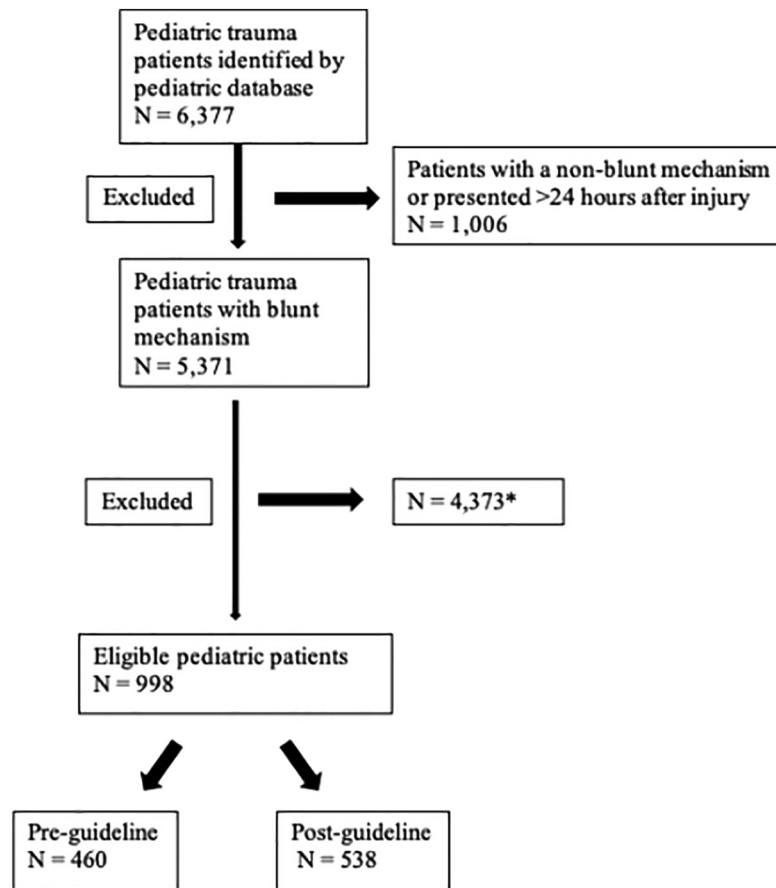 Pediatric trauma
patients identified by
pediatric database
N = 6,377
Excluded
Patients with a non-blunt mechanism
or presented >24 hours after injury
N = 1,006
Pediatric trauma
patients with blunt
mechanism
N = 5,371
Excluded
N = 4,373*
Eligible pediatric patients
N = 998
Pre-guideline
N = 460
Post-guideline
N = 538